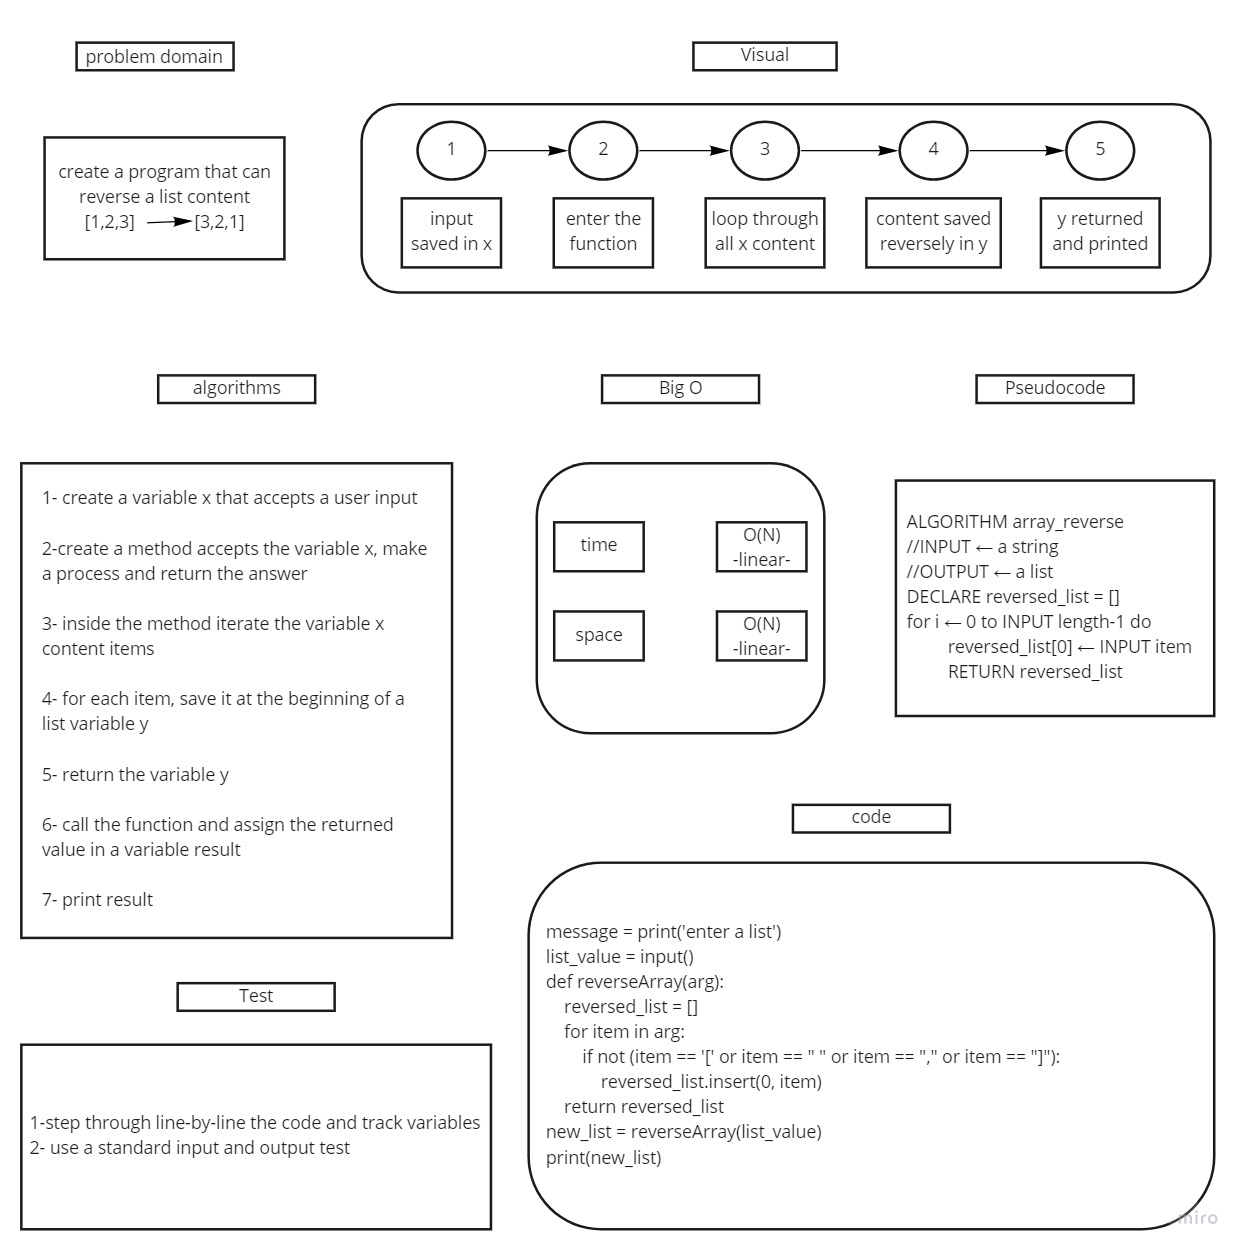 problem domain
Visual
create a program that can
reverse a list content
[1,2,3] [3,2,1]
1
2
3
4
5
input
saved in x
enter the
function
loop through
all x content
content saved
reversely in y
y returned
and printed
algorithms
1- create a variable x that accepts a user input
2-create a method accepts the variable x, make
a process and return the answer
3- inside the method iterate the variable x
content items
4- for each item, save it at the beginning of a
list variable y
5- return the variable y
6- call the function and assign the returned
value in a variable result
7- print result
Big O
time
O(N)
-linear-
space
O(N)
-linear-
Pseudocode
ALGORITHM array_reverse
//INPUT ← a string
//OUTPUT ← a list
DECLARE reversed_list = []
for i ← 0 to INPUT length-1 do
reversed_list[0] ← INPUT item
RETURN reversed_list
code
message = print('enter a list')
list_value = input()
def reverseArray(arg):
reversed_list = []
for item in arg:
if not (item == '[' or item == " " or item == "," or item == "]"):
reversed_list.insert(0, item)
return reversed_list
new_list = reverseArray(list_value)
print(new_list)
Test
1-step through line-by-line the code and track variables
2- use a standard input and output test
miro